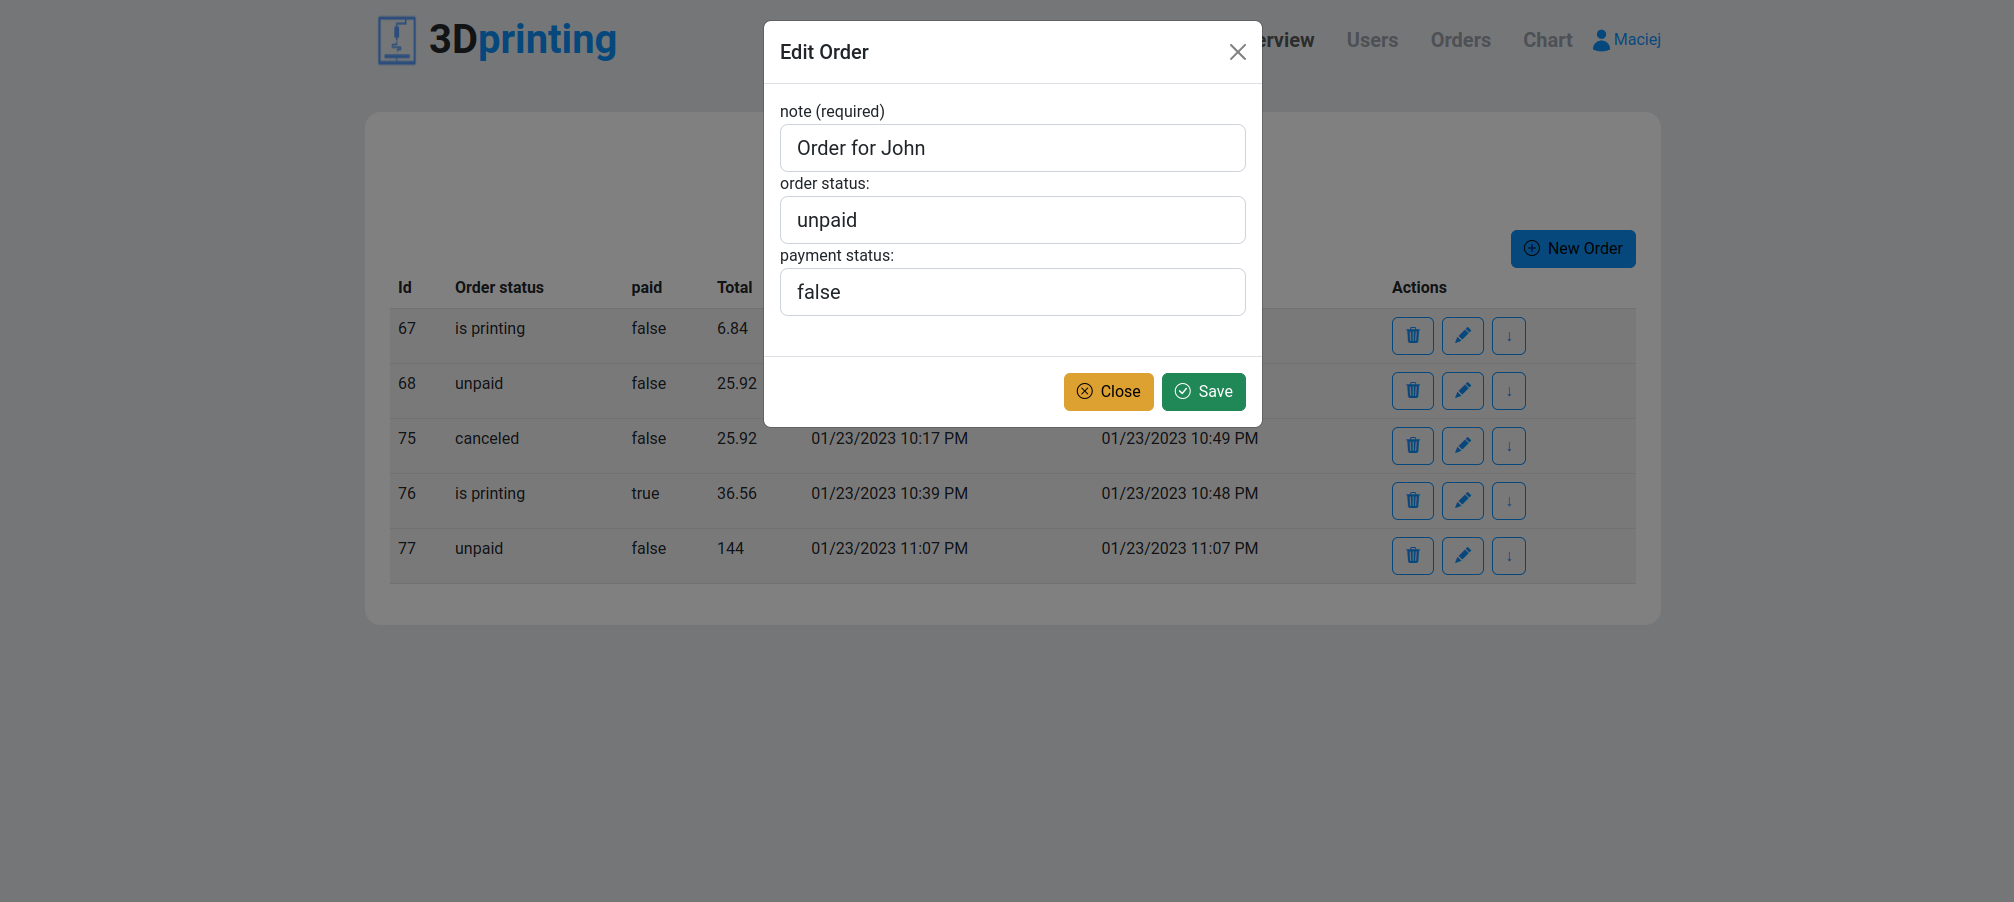 3Dprinting
erview Users Orders Chart Maciej
Edit Order
note (required)
Order for John
order status:
unpaid
payment status:
false
Close Save
New Order
Id Order status paid Total Actions
67 is printing false 6.84
68 unpaid false 25.92
75 canceled false 25.92 01/23/2023 10:17 PM 01/23/2023 10:49 PM
76 is printing true 36.56 01/23/2023 10:39 PM 01/23/2023 10:48 PM
77 unpaid false 144 01/23/2023 11:07 PM 01/23/2023 11:07 PM